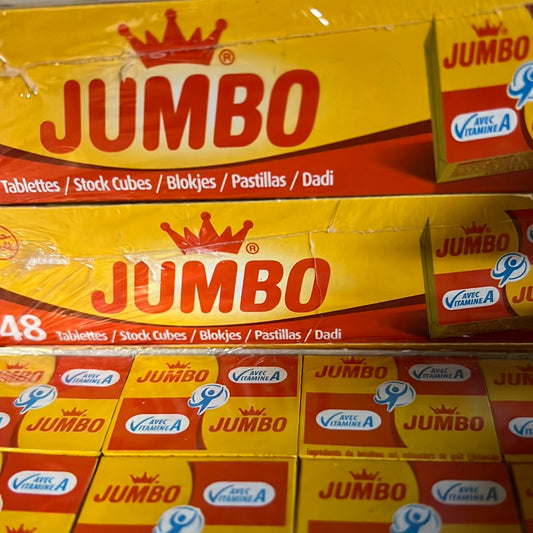 JUMBO®
JUMBO
AVEC
VITAMINE A
Tablettes / Stock Cubes / Blokjes / Pastillas / Dadi
JUMBO®
JUMBO
AVEC
VITAMINE A
48 Tablettes / Stock Cubes / Blokjes / Pastillas / Dadi
JUMBO
AVEC
VITAMINE A
JUMBO
AVEC
VITAMINE A
JUMBO
AVEC
VITAMINE A
JUMBO
AVEC
VITAMINE A
JUMBO
AVEC
VITAMINE A
JUMBO
AVEC
VITAMINE A
JUMBO
AVEC
VITAMINE A
JUMBO
AVEC
VITAMINE A
JUMBO
AVEC
VITAMINE A